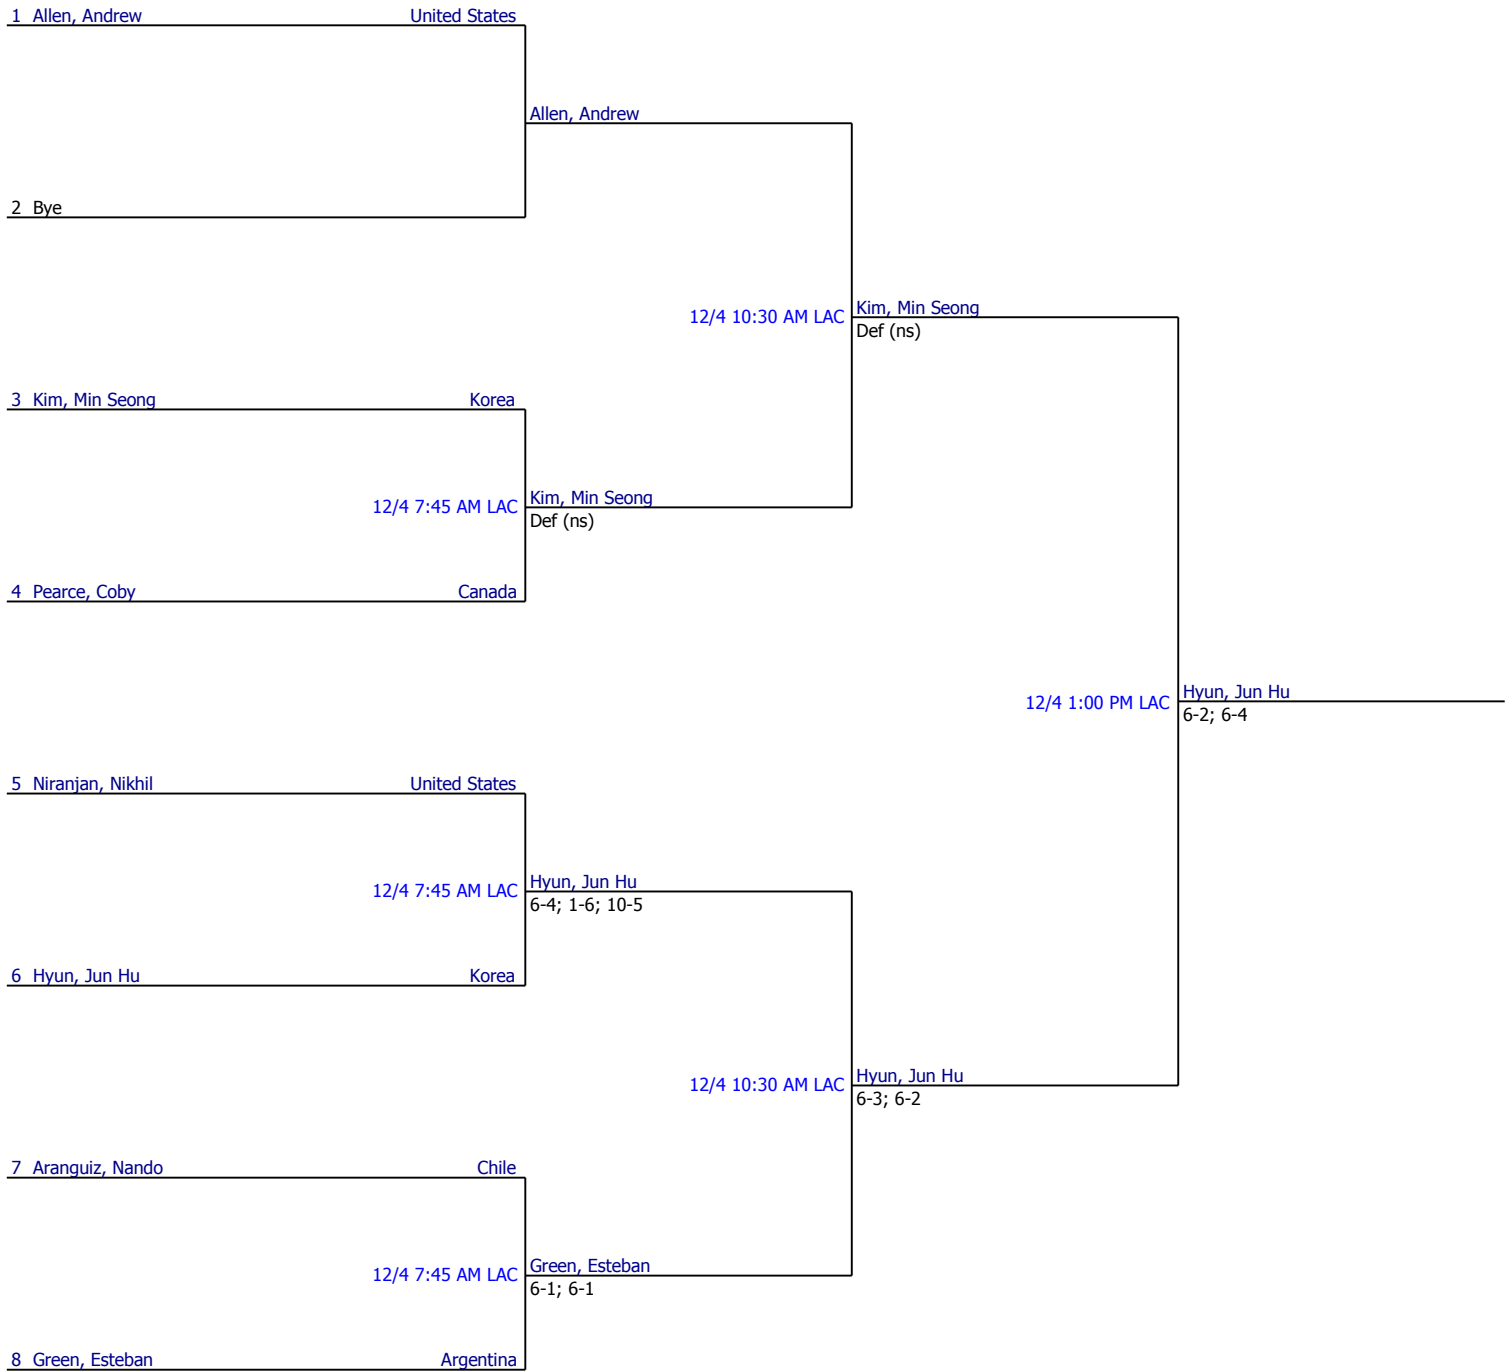 1 Allen, Andrew United States
Allen, Andrew
2 Bye
12/4 10:30 AM LAC Kim, Min Seong
Def (ns)
3 Kim, Min Seong Korea
12/4 7:45 AM LAC Kim, Min Seong
Def (ns)
4 Pearce, Coby Canada
12/4 1:00 PM LAC Hyun, Jun Hu
6-2; 6-4
5 Niranjan, Nikhil United States
12/4 7:45 AM LAC Hyun, Jun Hu
6-4; 1-6; 10-5
6 Hyun, Jun Hu Korea
12/4 10:30 AM LAC Hyun, Jun Hu
6-3; 6-2
7 Aranguiz, Nando Chile
12/4 7:45 AM LAC Green, Esteban
6-1; 6-1
8 Green, Esteban Argentina